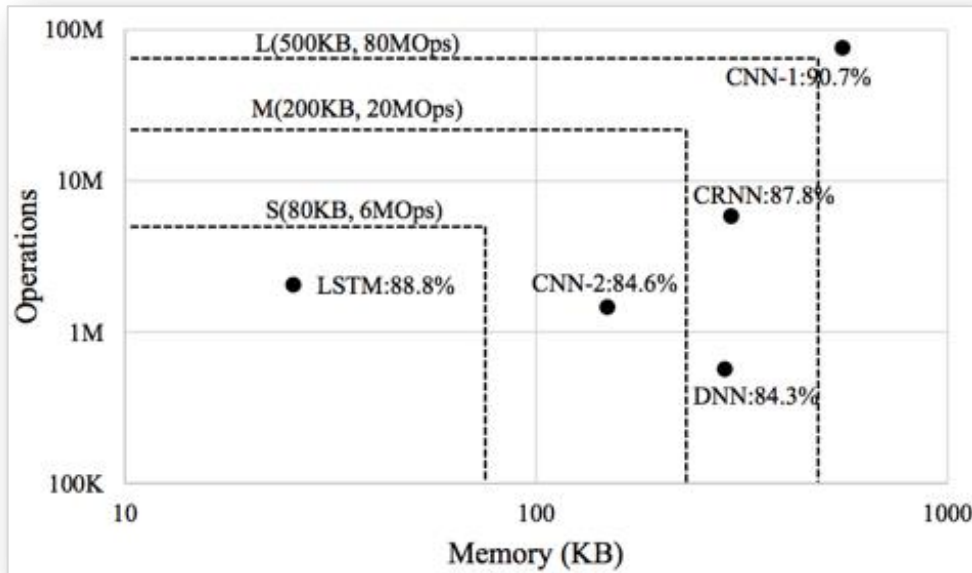 100M
L(500KB, 80MOps)
CNN-1:90.7%
M(200KB, 20MOps)
10M
CRNN:87.8%
S(80KB, 6MOps)
Operations
LSTM:88.8%
CNN-2:84.6%
1M
DNN:84.3%
100K
10 100 1000
Memory (KB)